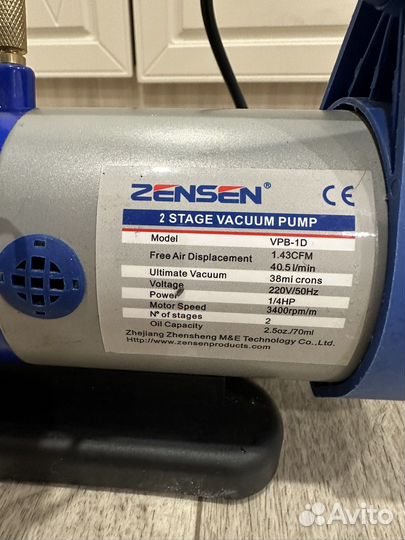 ZENSEN®
CE
2 STAGE VACUUM PUMP
Model VPB-1D
Free Air Displacement 1.43CFM
40.5 l/min
Ultimate Vacuum 38mi crons
Voltage 220V/50Hz
Power 1/4HP
Motor Speed 3400rpm/m
Nº of stages 2
Oil Capacity 2.5oz./70ml
Zhejiang Zhensheng M&E Technology Co.,Ltd.
Http://www.zensenproducts.com
Avito